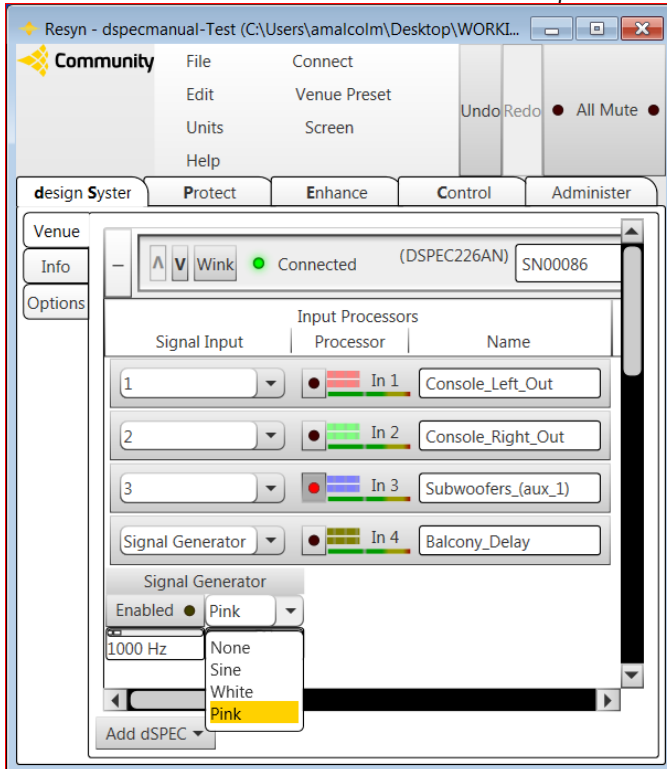 Resyn - dspecmanual-Test (C:\Users\amalcolm\Desktop\WORKI...
Community
File Connect
Edit Venue Preset
Units Screen
Help
Undo Redo All Mute
design Syster Protect Enhance Control Administer
Venue
Info
Options
– Λ V Wink Connected (DSPEC226AN) SN00086
Input Processors
Signal Input Processor Name
1 In 1 Console_Left_Out
2 In 2 Console_Right_Out
3 In 3 Subwoofers_(aux_1)
Signal Generator In 4 Balcony_Delay
Signal Generator
Enabled Pink
1000 Hz
None
Sine
White
Pink
Add dSPEC